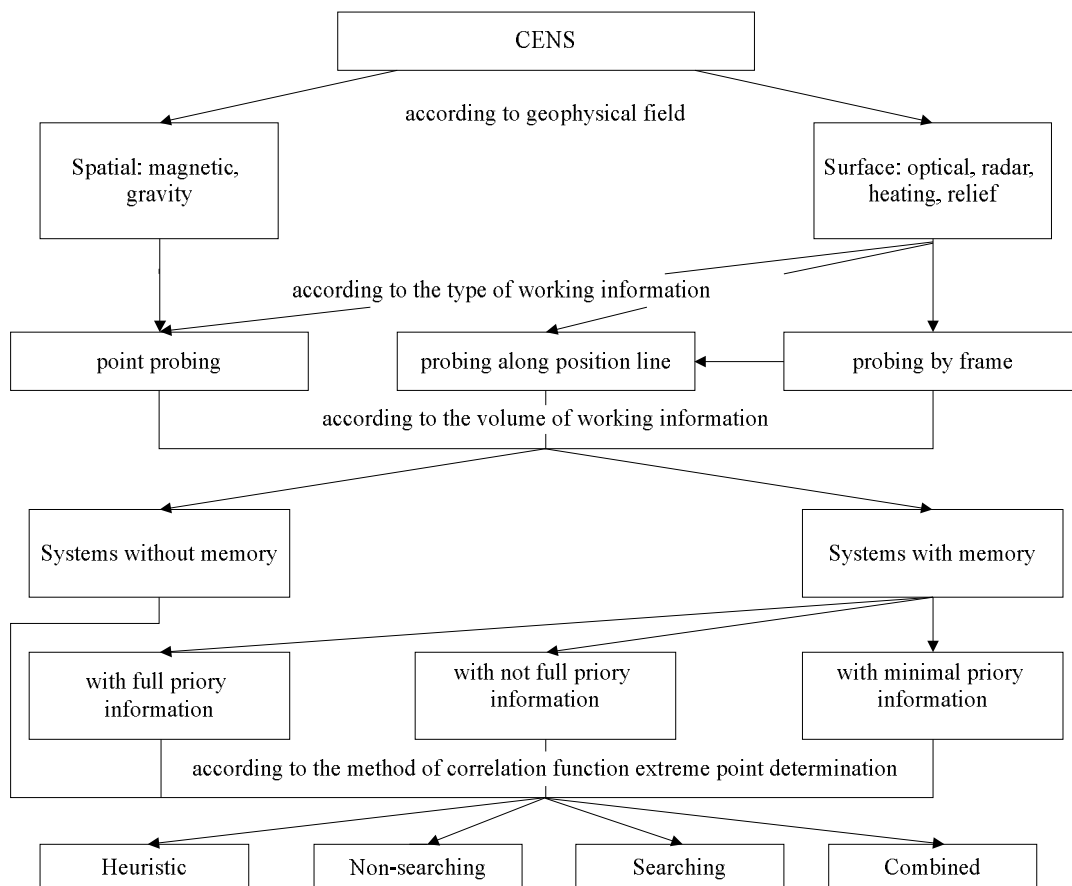 CENS
according to geophysical field
Spatial: magnetic,
gravity
Surface: optical, radar,
heating, relief
according to the type of working information
point probing
probing along position line
probing by frame
according to the volume of working information
Systems without memory
Systems with memory
with full priory
information
with not full priory
information
with minimal priory
information
according to the method of correlation function extreme point determination
Heuristic
Non-searching
Searching
Combined